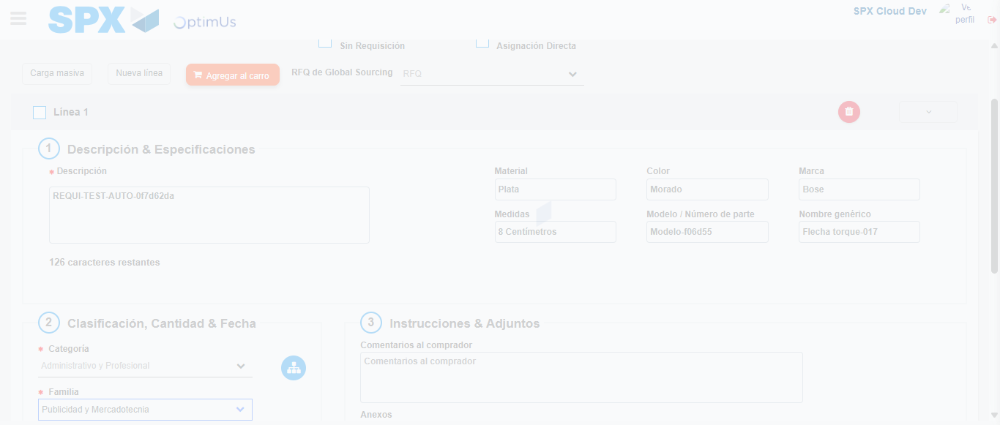 SPX
OptimUs
SPX Cloud Dev
perfil
Sin Requisición
Asignación Directa
Carga masiva
Nueva línea
Agregar al carro
RFQ de Global Sourcing
RFQ
Línea 1
1 Descripción & Especificaciones
* Descripción
REQUI-TEST-AUTO-0f7d62da
126 caracteres restantes
Material
Plata
Color
Morado
Marca
Bose
Medidas
8 Centímetros
Modelo / Número de parte
Modelo-f06d55
Nombre genérico
Flecha torque-017
2 Clasificación, Cantidad & Fecha
* Categoría
Administrativo y Profesional
* Familia
Publicidad y Mercadotecnia
3 Instrucciones & Adjuntos
Comentarios al comprador
Comentarios al comprador
Anexos